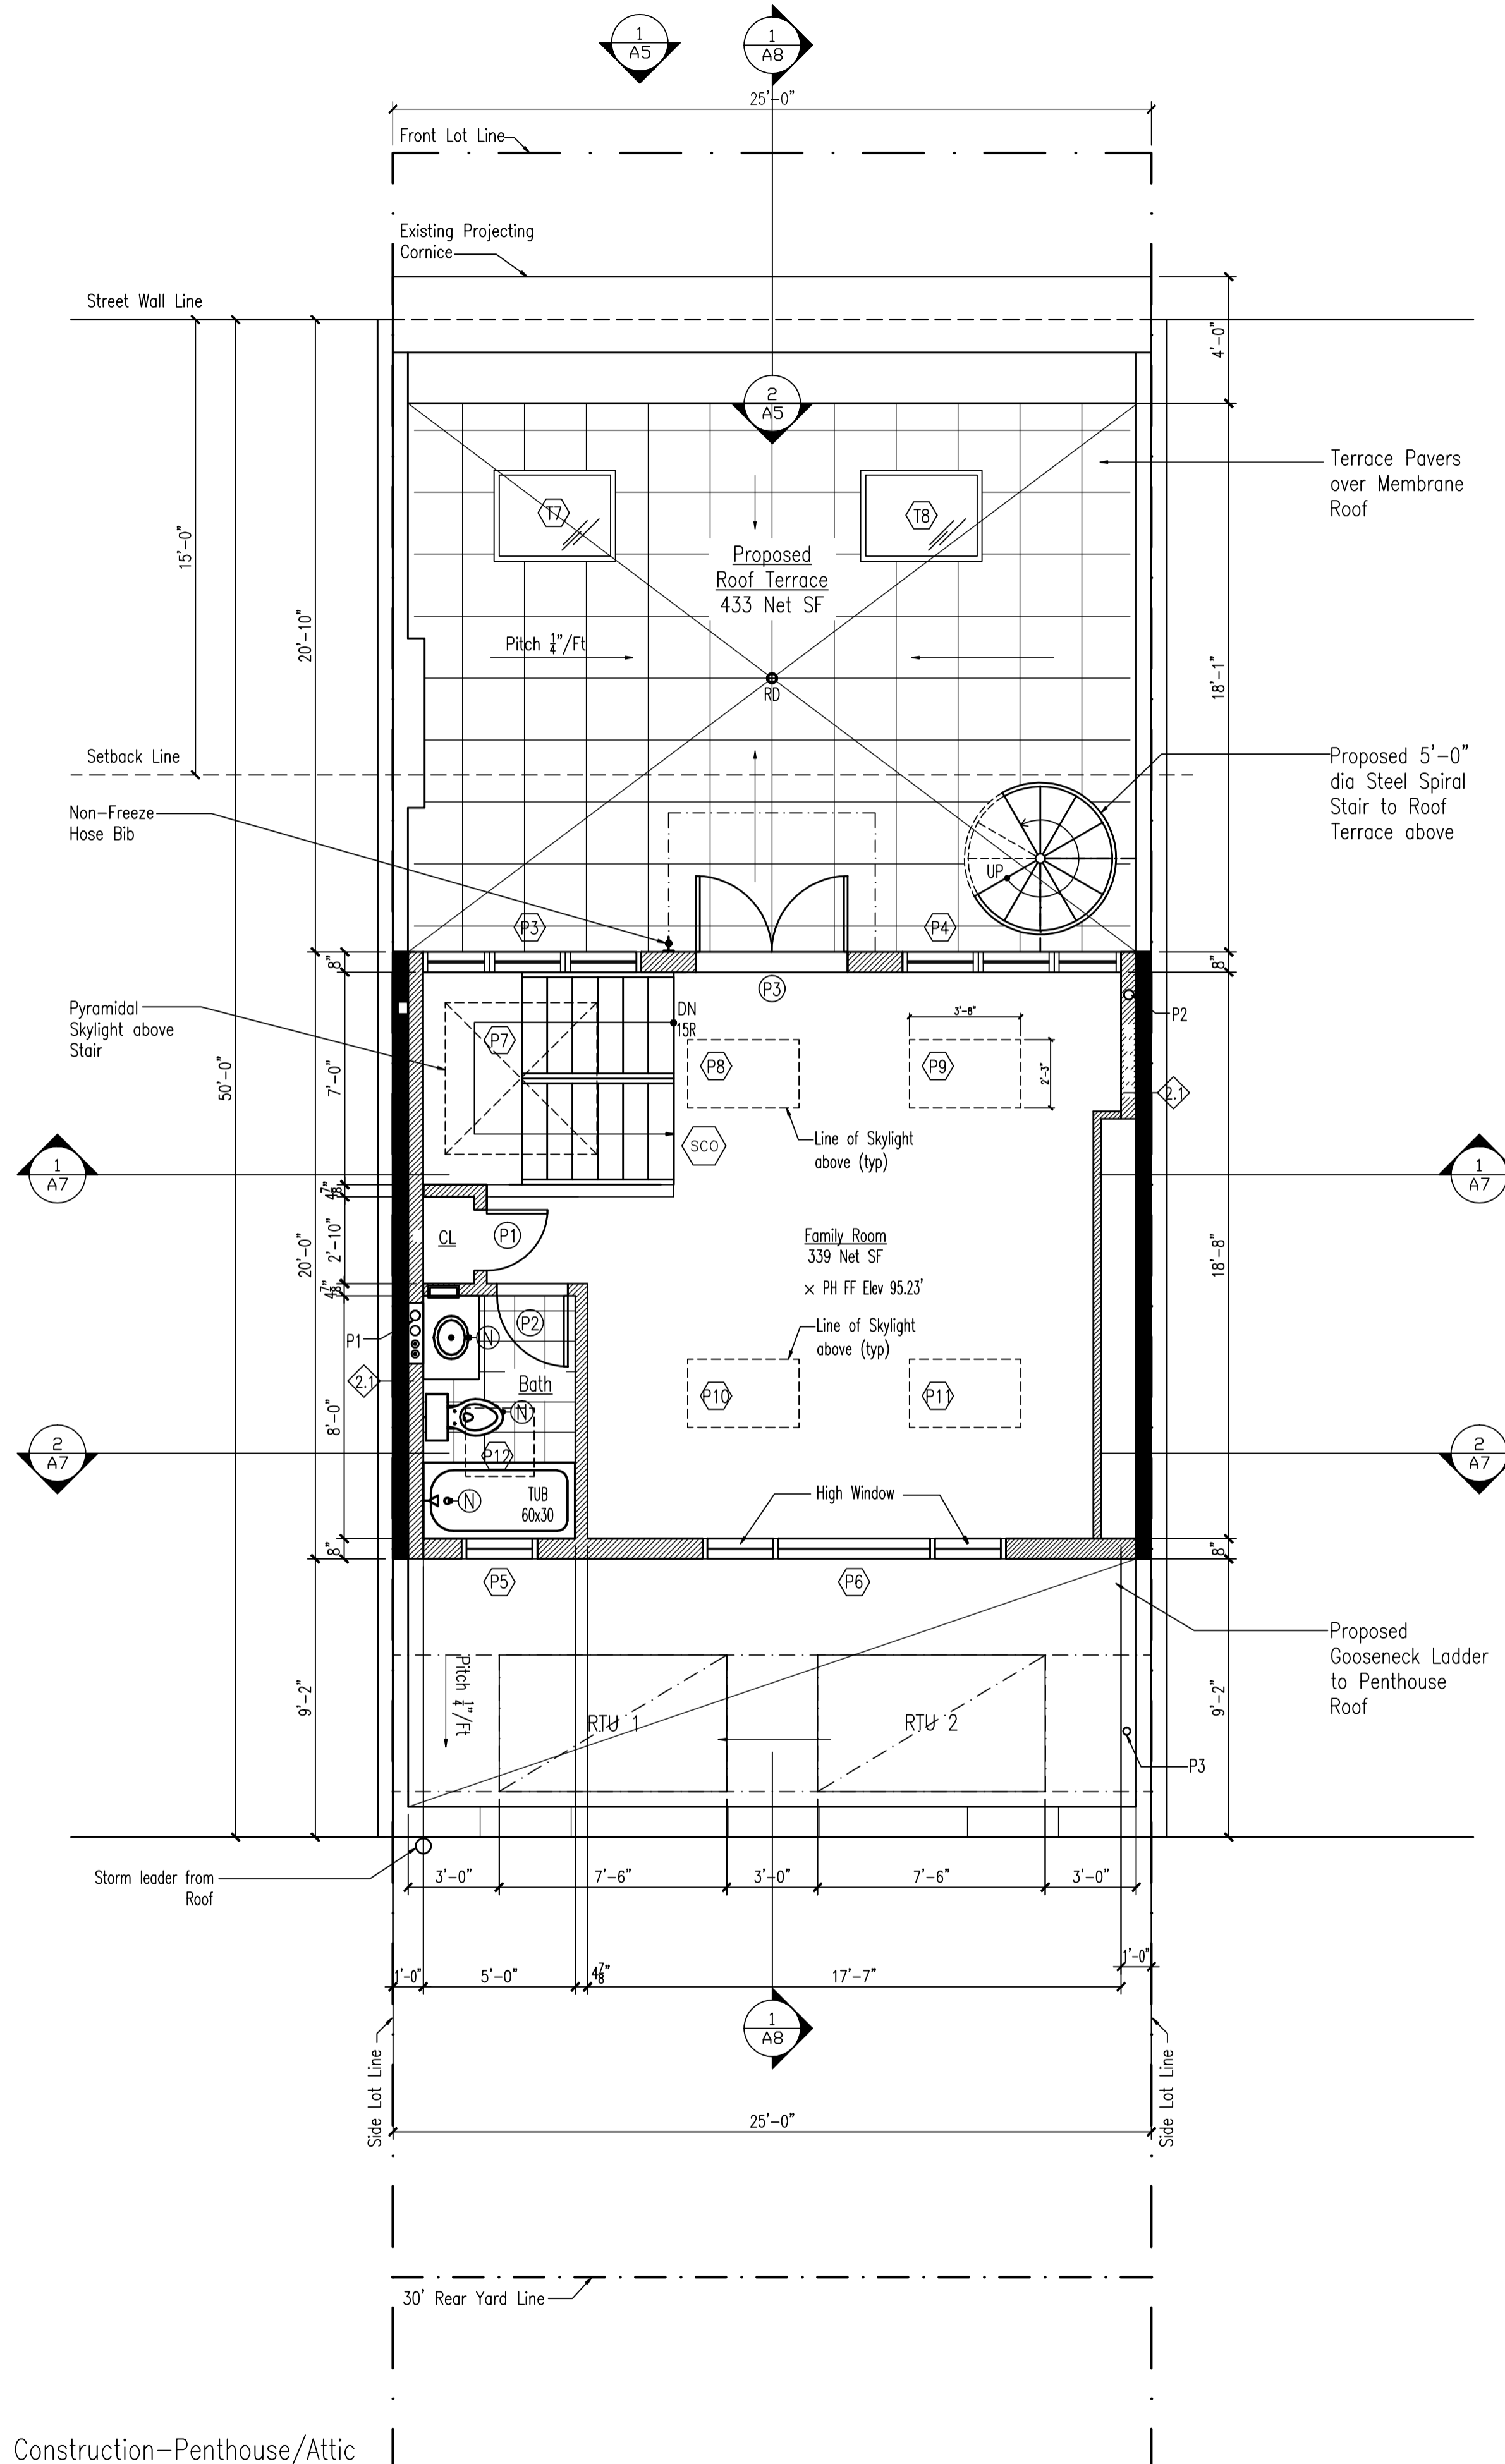 1
A5
1
A8
25'-0"
Front Lot Line
Existing Projecting
Cornice
Street Wall Line
4'-0"
2
A5
Terrace Pavers
over Membrane
Roof
T7
T8
15'-0"
Proposed
Roof Terrace
433 Net SF
20'-10"
Pitch 1/4"/Ft
RD
18'-1"
Setback Line
Proposed 5'-0"
dia Steel Spiral
Stair to Roof
Terrace above
Non-Freeze
Hose Bib
UP
P3
P4
8"
8"
P3
Pyramidal
Skylight above
Stair
DN
15R
3'-8"
P2
P7
P8
P9
2'-3"
7'-0"
50'-0"
2.1
SCO
Line of Skylight
above (typ)
1
A7
1
A7
4 7/8"
CL
P1
2'-10"
20'-0"
Family Room
339 Net SF
18'-8"
× PH FF Elev 95.23'
4 7/8"
P2
N
P1
Line of Skylight
above (typ)
2.1
Bath
P10
P11
N
8'-0"
2
A7
P12
2
A7
High Window
N
TUB
60x30
8"
8"
P5
P6
Proposed
Gooseneck Ladder
to Penthouse
Roof
9'-2"
Pitch 1/4"/Ft
9'-2"
RTU 1
RTU 2
P3
Storm leader from
Roof
3'-0"
7'-6"
3'-0"
7'-6"
3'-0"
1'-0"
1'-0"
5'-0"
4 7/8"
17'-7"
1
A8
Side Lot Line
Side Lot Line
25'-0"
30' Rear Yard Line
Construction-Penthouse/Attic